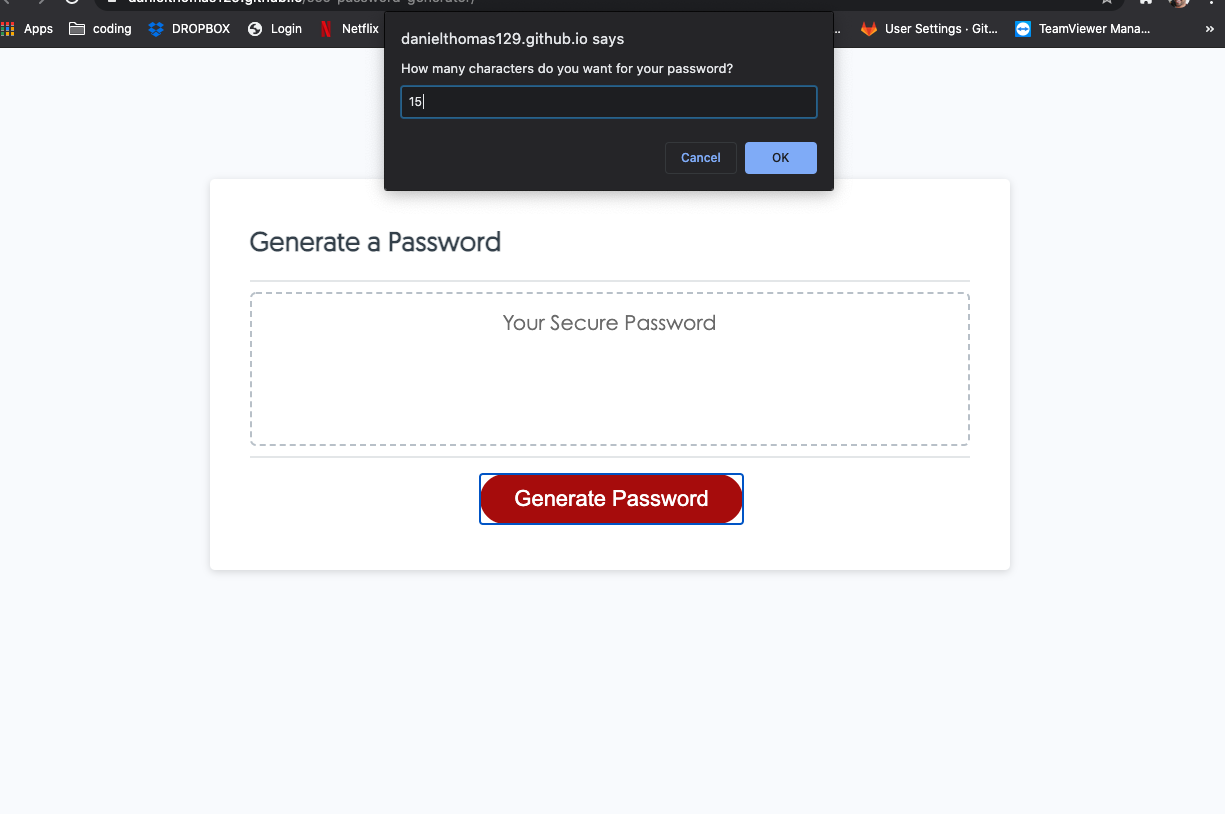 Apps coding DROPBOX Login Netflix User Settings · Git... TeamViewer Mana... »
danielthomas129.github.io says
How many characters do you want for your password?
15
Cancel OK
Generate a Password
Your Secure Password
Generate Password